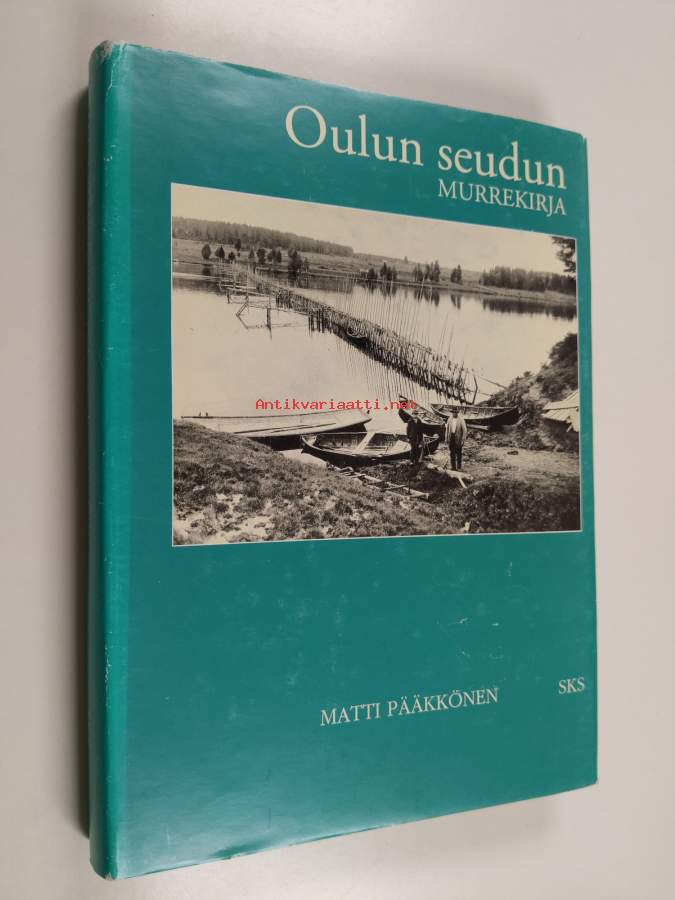 Oulun seudun
MURREKIRJA
Antikvariaatti.net
MATTI PÄÄKKÖNEN
SKS